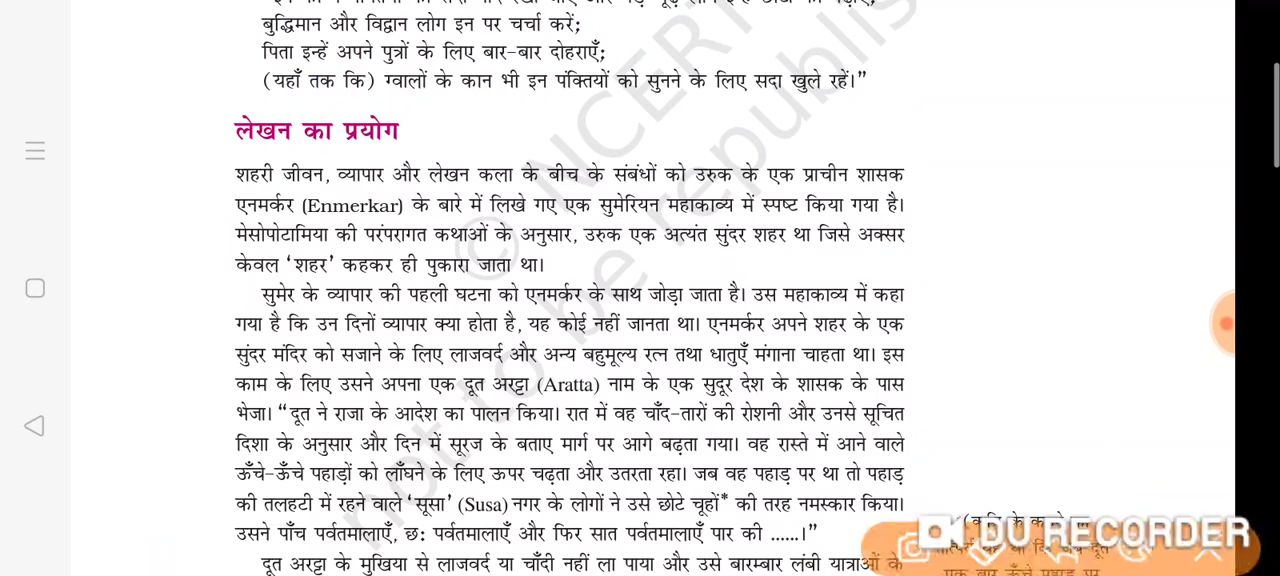 बुद्धिमान और विद्वान लोग इन पर चर्चा करें;
पिता इन्हें अपने पुत्रों के लिए बार-बार दोहराएँ;
(यहाँ तक कि) ग्वालों के कान भी इन पंक्तियों को सुनने के लिए सदा खुले रहें।”
लेखन का प्रयोग
शहरी जीवन, व्यापार और लेखन कला के बीच के संबंधों को उरुक के एक प्राचीन शासक
एनमर्कर (Enmerkar) के बारे में लिखे गए एक सुमेरियन महाकाव्य में स्पष्ट किया गया है।
मेसोपोटामिया की परंपरागत कथाओं के अनुसार, उरुक एक अत्यंत सुंदर शहर था जिसे अक्सर
केवल ‘शहर’ कहकर ही पुकारा जाता था।
सुमेर के व्यापार की पहली घटना को एनमर्कर के साथ जोड़ा जाता है। उस महाकाव्य में कहा
गया है कि उन दिनों व्यापार क्या होता है, यह कोई नहीं जानता था। एनमर्कर अपने शहर के एक
सुंदर मंदिर को सजाने के लिए लाजवर्द और अन्य बहुमूल्य रत्न तथा धातुएँ मंगाना चाहता था। इस
काम के लिए उसने अपना एक दूत अरट्टा (Aratta) नाम के एक सुदूर देश के शासक के पास
भेजा। “दूत ने राजा के आदेश का पालन किया। रात में वह चाँद-तारों की रोशनी और उनसे सूचित
दिशा के अनुसार और दिन में सूरज के बताए मार्ग पर आगे बढ़ता गया। वह रास्ते में आने वाले
ऊँचे-ऊँचे पहाड़ों को लाँघने के लिए ऊपर चढ़ता और उतरता रहा। जब वह पहाड़ पर था तो पहाड़
की तलहटी में रहने वाले ‘सूसा’ (Susa) नगर के लोगों ने उसे छोटे चूहों* की तरह नमस्कार किया।
उसने पाँच पर्वतमालाएँ, छः पर्वतमालाएँ और फिर सात पर्वतमालाएँ पार की ......।”
दूत अरट्टा के मुखिया से लाजवर्द या चाँदी नहीं ला पाया और उसे बारम्बार लंबी यात्राओं के
© NCERT
not to be republis
DU RECORDER